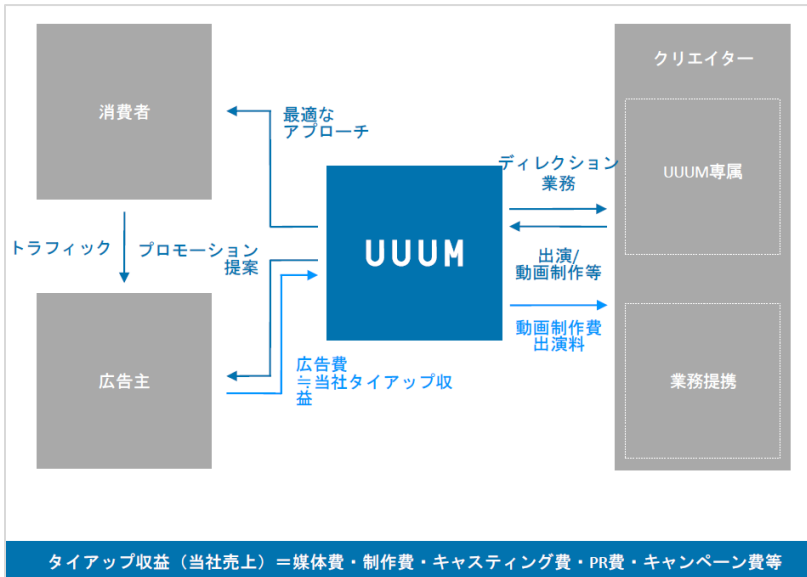 消費者
最適な
アプローチ
トラフィック
プロモーション
提案
広告主
広告費
≒当社タイアップ収
益
UUUM
ディレクション
業務
出演/
動画制作等
動画制作費
出演料
クリエイター
UUUM専属
業務提携
タイアップ収益（当社売上）＝媒体費・制作費・キャスティング費・PR費・キャンペーン費等